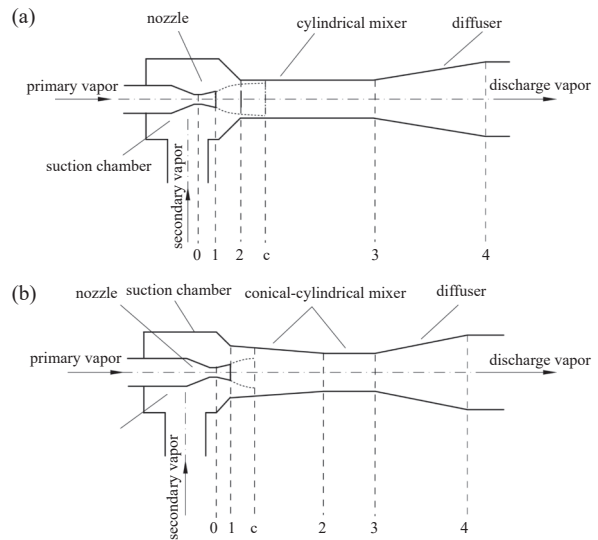 (a)
nozzle
cylindrical mixer
diffuser
primary vapor
discharge vapor
suction chamber
secondary vapor
0 1 2 c 3 4
(b)
nozzle
suction chamber
conical-cylindrical mixer
diffuser
primary vapor
discharge vapor
secondary vapor
0 1 c 2 3 4